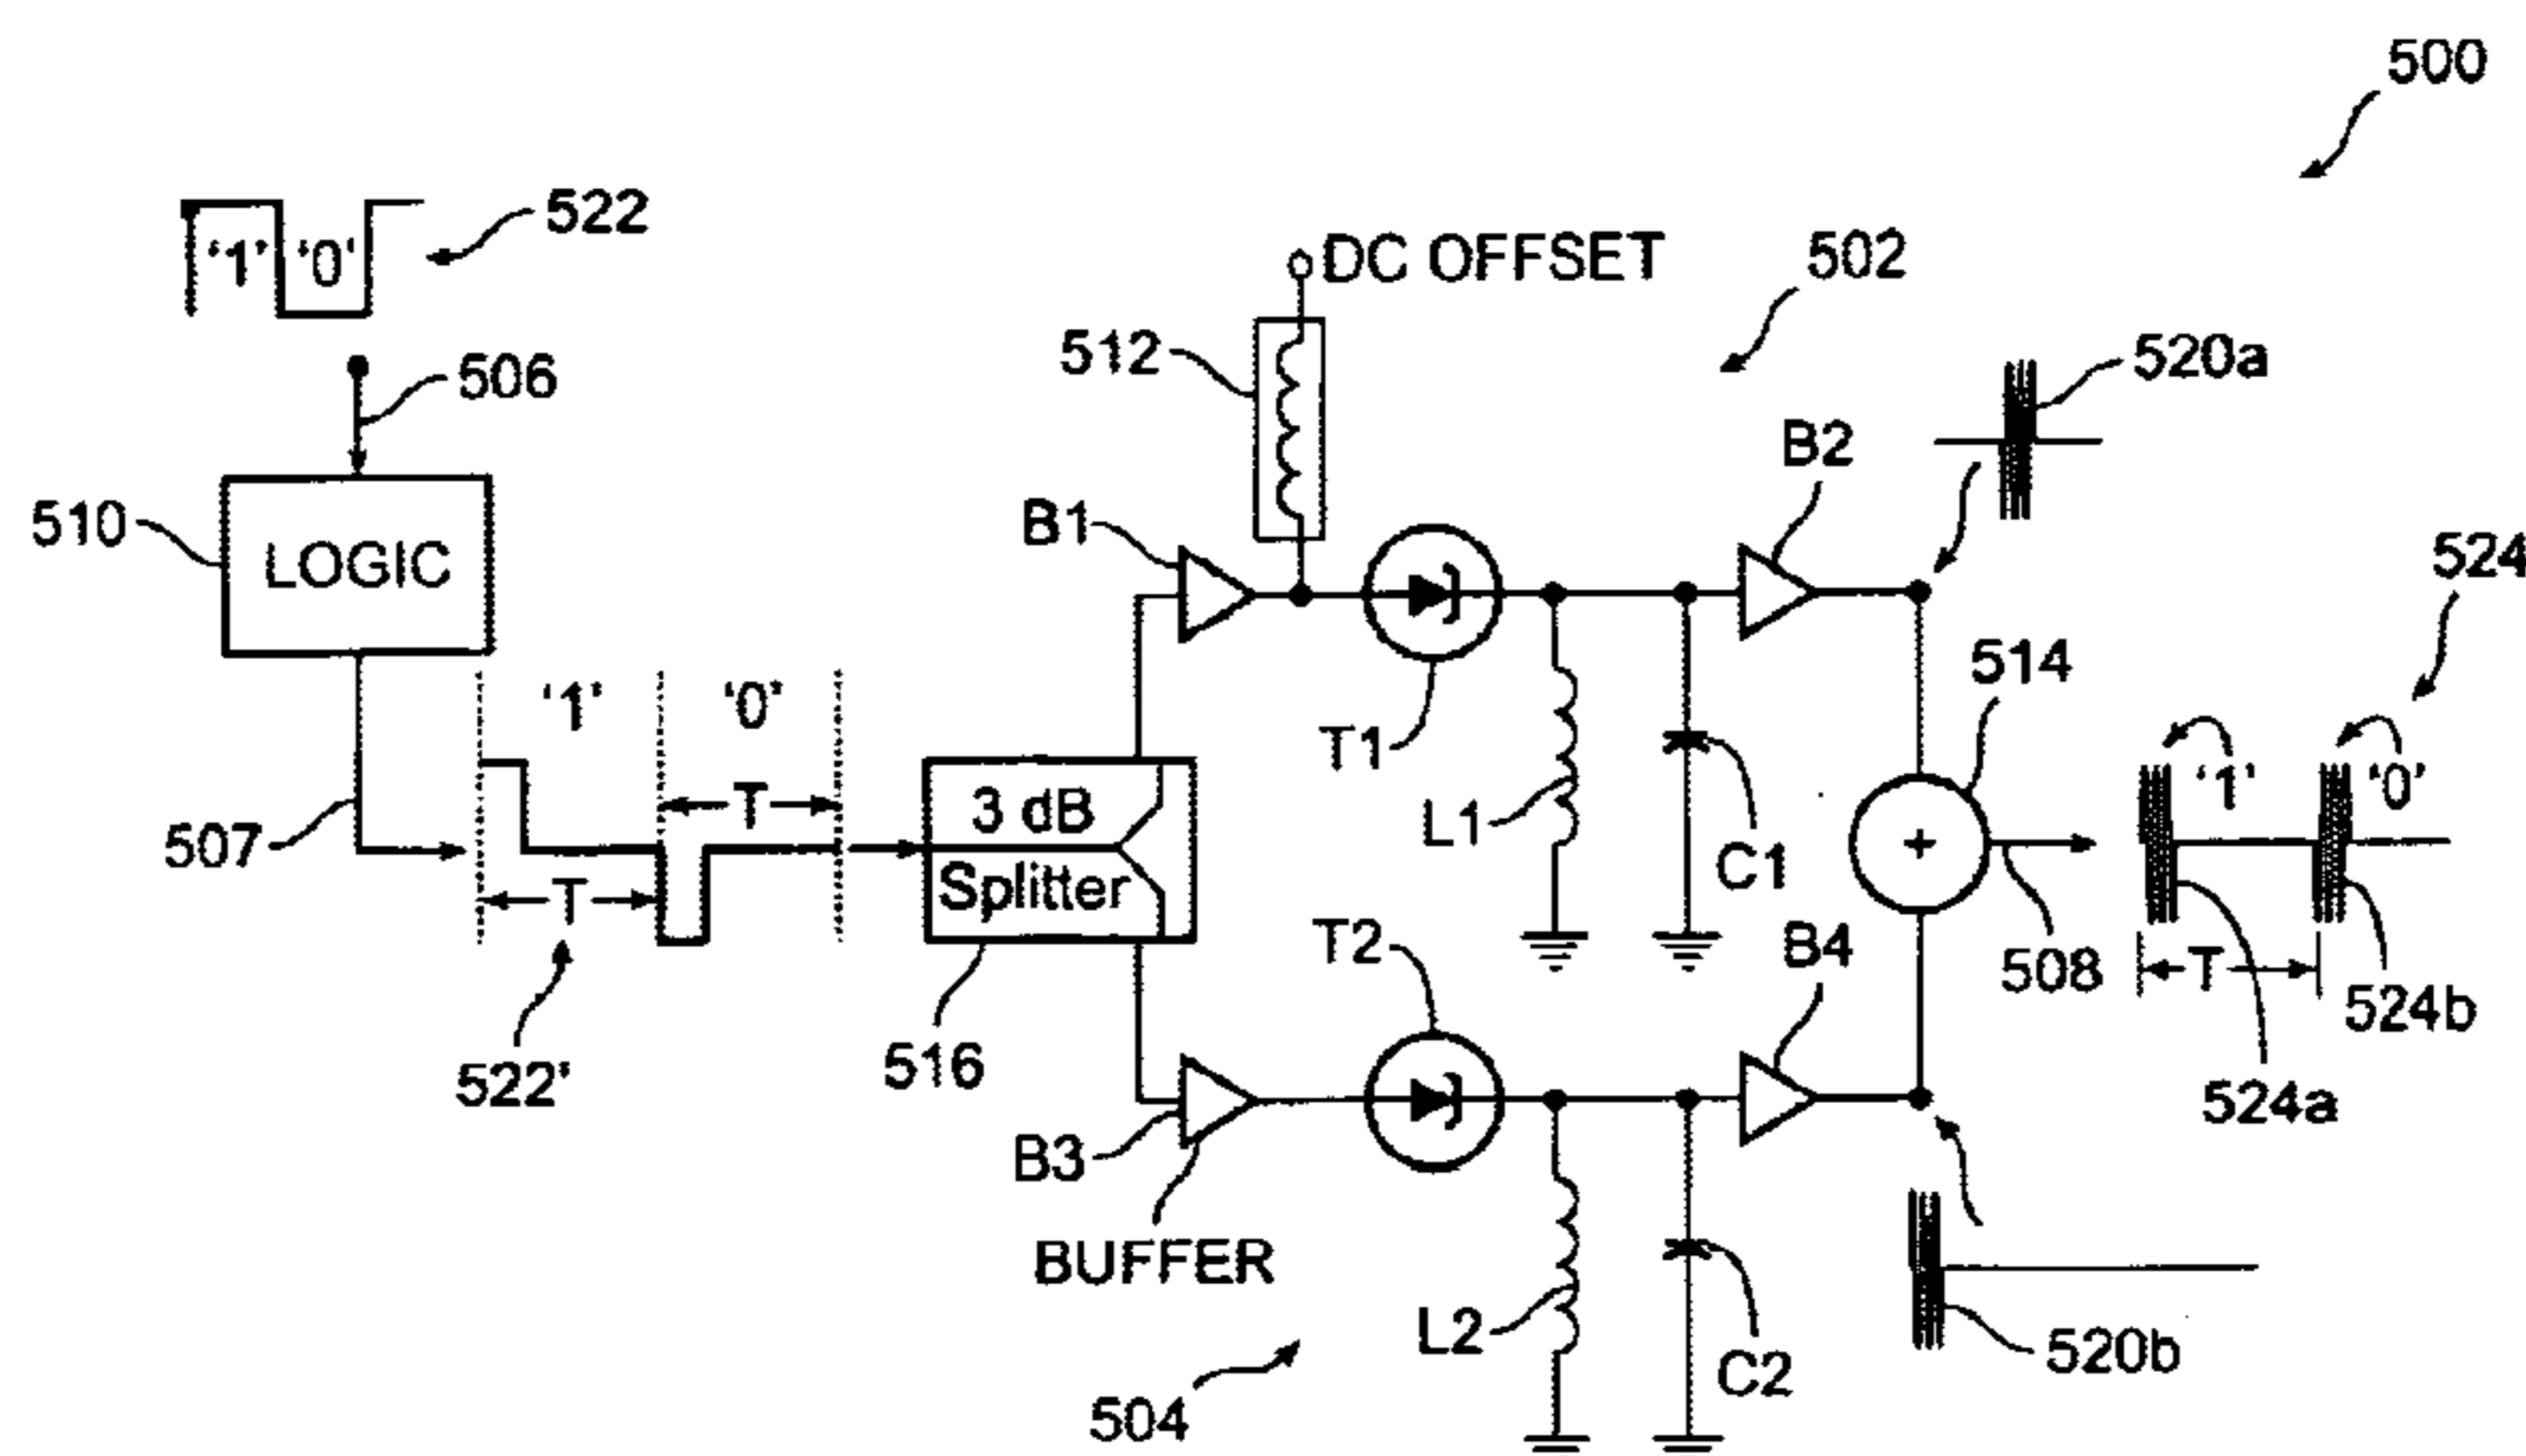 500
522
'1' '0'
DC OFFSET
502
506
512
520a
B2
510
LOGIC
B1
524
514
'1' '0'
T
T1
'1' '0'
3 dB
Splitter
507
L1
C1
T
T2
B4
508
T
524b
516
522'
524a
B3
BUFFER
L2
C2
520b
504